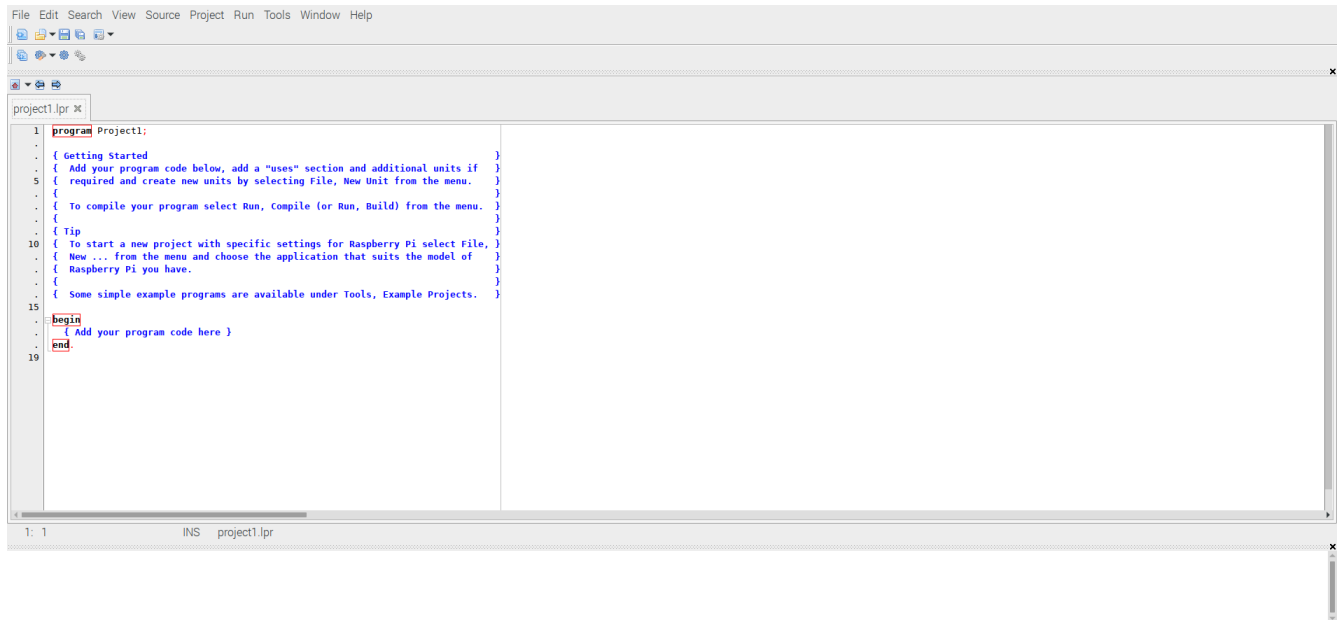 File Edit Search View Source Project Run Tools Window Help
project1.lpr
1 program Project1;
.
. { Getting Started }
. { Add your program code below, add a "uses" section and additional units if }
5 { required and create new units by selecting File, New Unit from the menu. }
. { }
. { To compile your program select Run, Compile (or Run, Build) from the menu. }
. { }
. { Tip }
10 { To start a new project with specific settings for Raspberry Pi select File, }
. { New ... from the menu and choose the application that suits the model of }
. { Raspberry Pi you have. }
. { }
. { Some simple example programs are available under Tools, Example Projects. }
15
. begin
. { Add your program code here }
. end.
19
1: 1 INS project1.lpr